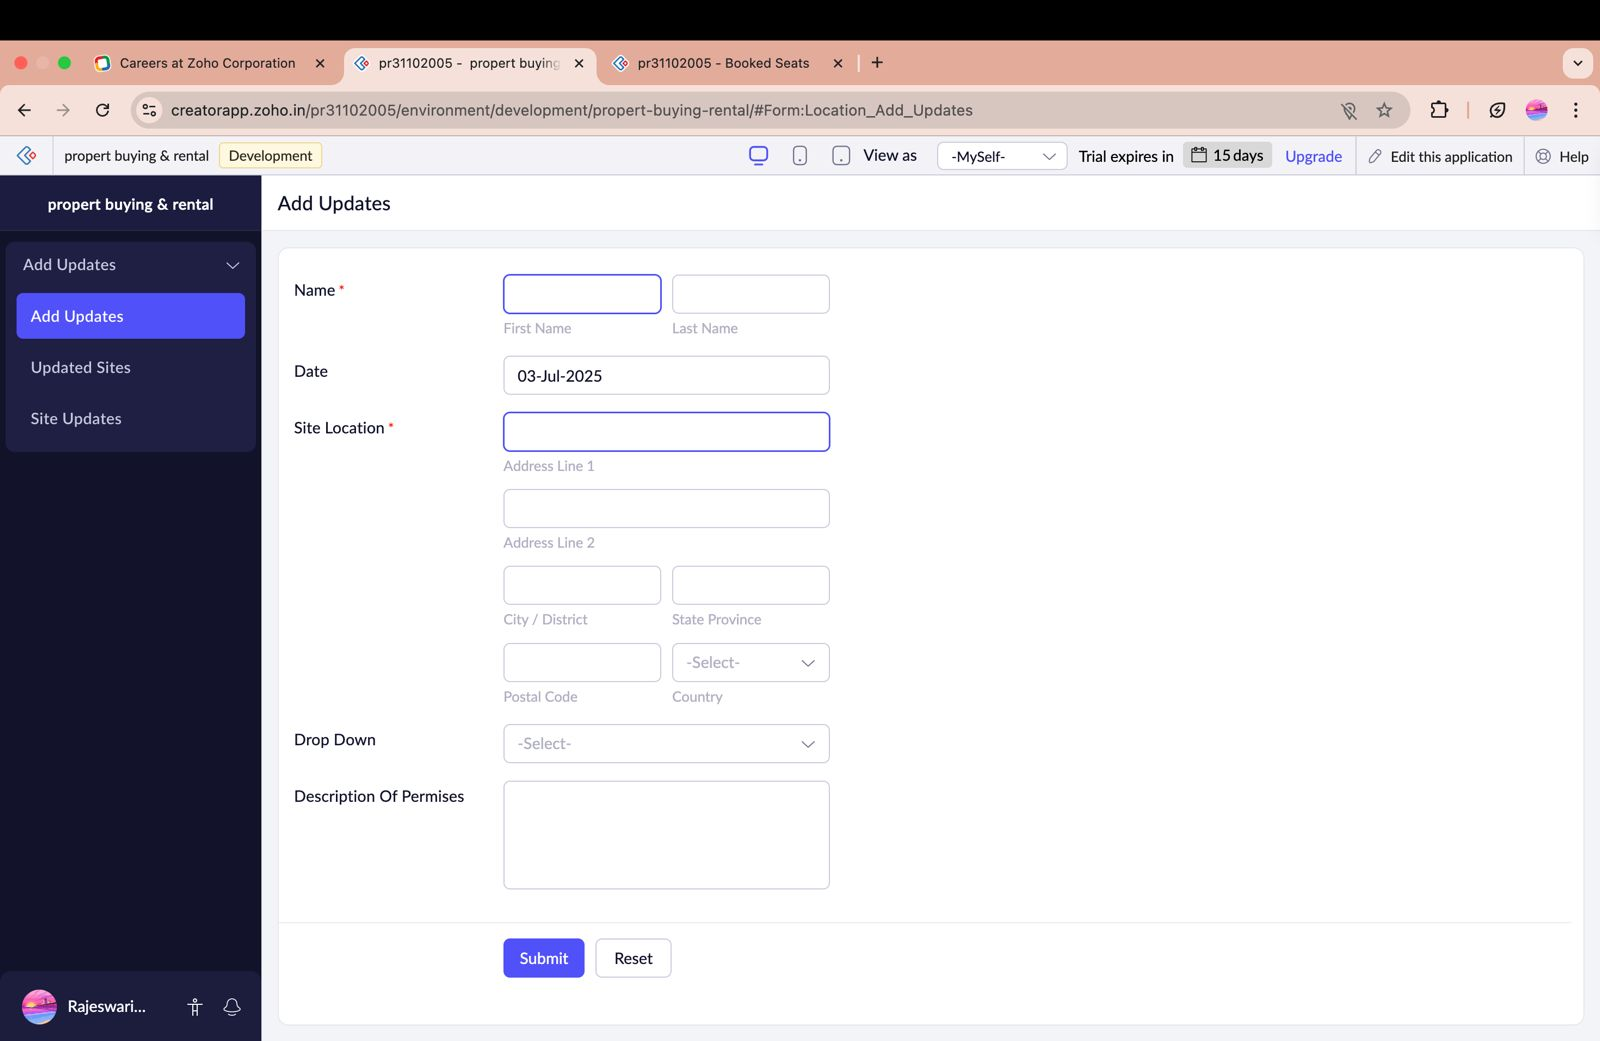 Careers at Zoho Corporation
pr31102005 - propert buying
pr31102005 - Booked Seats
creatorapp.zoho.in/pr31102005/environment/development/propert-buying-rental/#Form:Location_Add_Updates
propert buying & rental Development View as -MySelf- Trial expires in 15 days Upgrade Edit this application Help
propert buying & rental
Add Updates
Add Updates
Updated Sites
Site Updates
Rajeswari...
Add Updates
Name *
First Name Last Name
Date 03-Jul-2025
Site Location *
Address Line 1
Address Line 2
City / District State Province
-Select-
Postal Code Country
Drop Down -Select-
Description Of Permises
Submit Reset